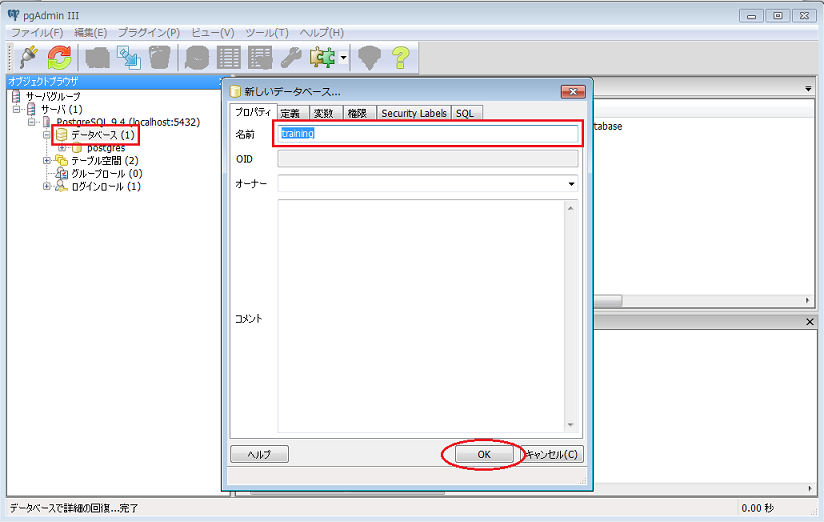 pgAdmin III
ファイル(F) 編集(E) プラグイン(P) ビュー(V) ツール(T) ヘルプ(H)
オブジェクトブラウザ
サーバグループ
サーバ (1)
PostgreSQL 9.4 (localhost:5432)
データベース (1)
postgres
テーブル空間 (2)
グループロール (0)
ログインロール (1)
新しいデータベース...
プロパティ 定義 変数 権限 Security Labels SQL
名前 training
OID
オーナー
コメント
ヘルプ OK キャンセル(C)
tabase
データベースで詳細の回復...完了 0.00 秒